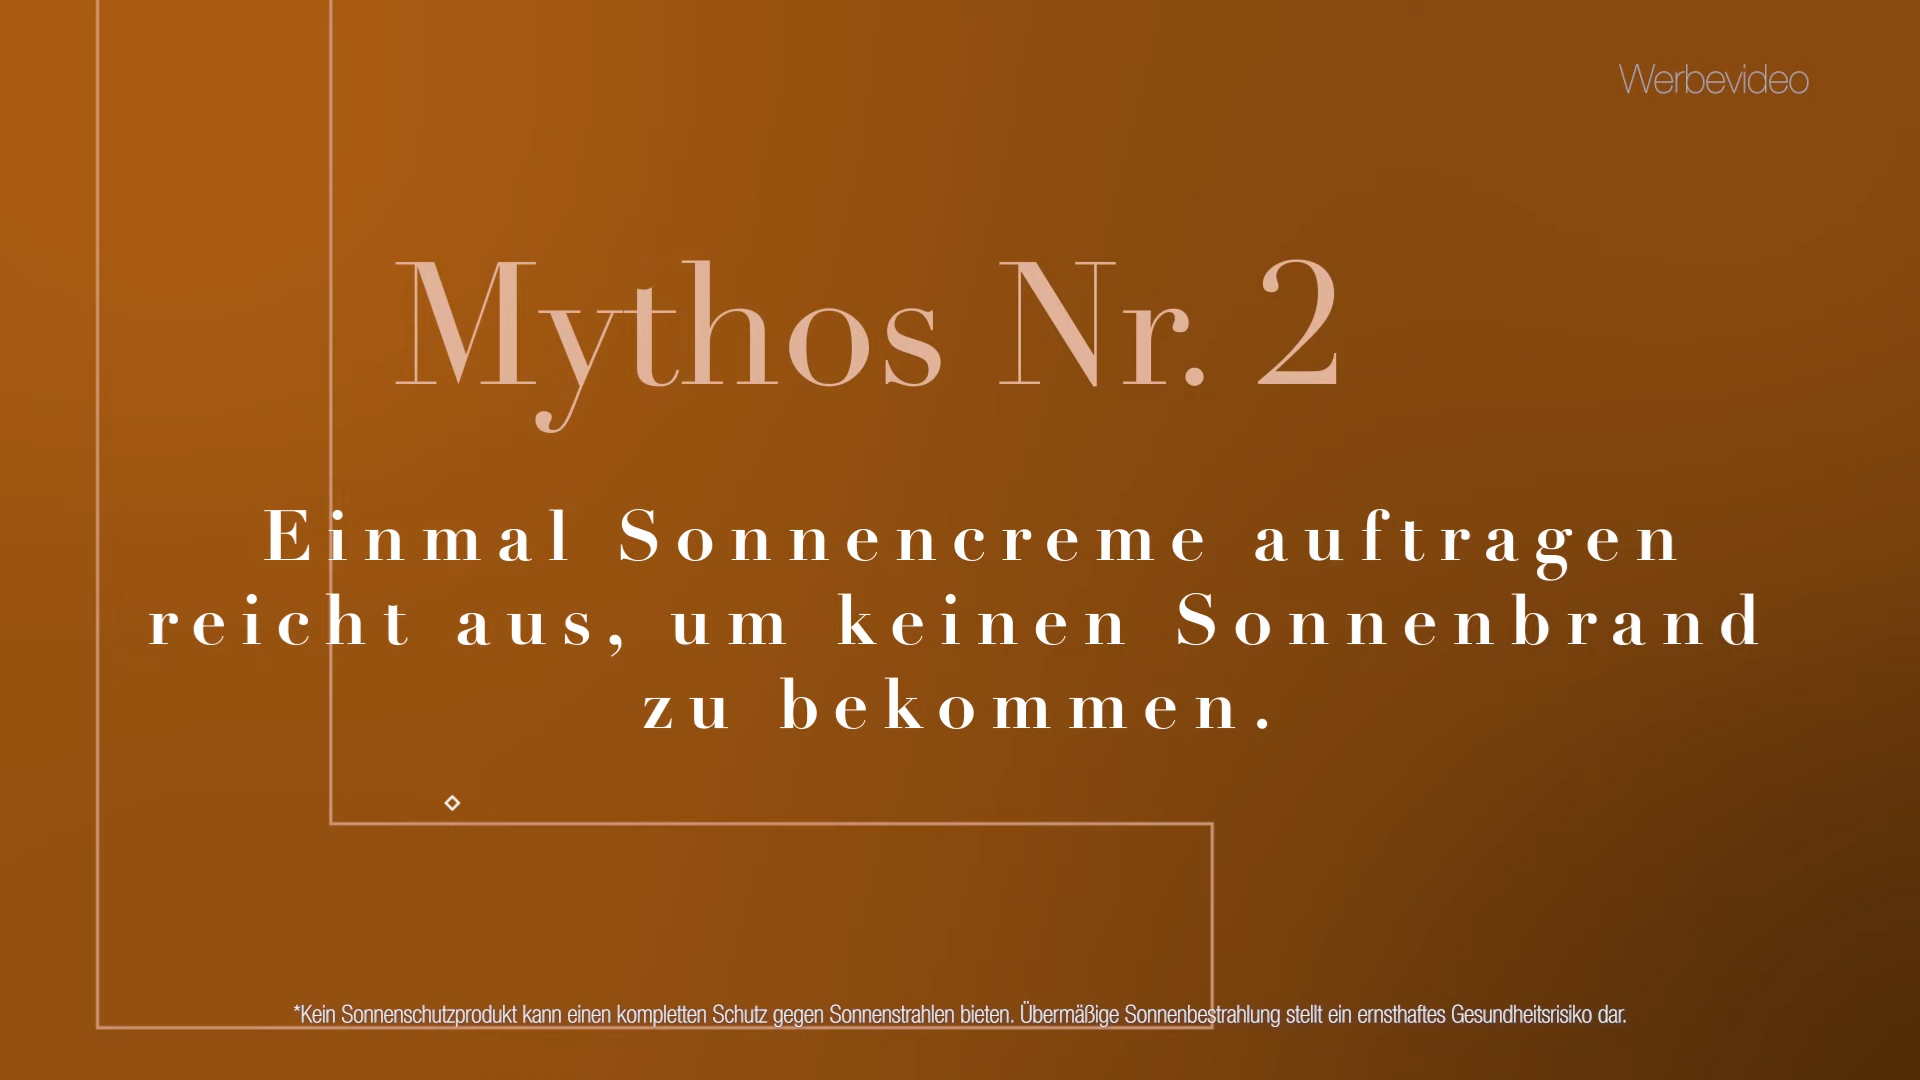 Werbevideo
Mythos Nr. 2
Einmal Sonnencreme auftragen
reicht aus, um keinen Sonnenbrand
zu bekommen.
*Kein Sonnenschutzprodukt kann einen kompletten Schutz gegen Sonnenstrahlen bieten. Übermäßige Sonnenbestrahlung stellt ein ernsthaftes Gesundheitsrisiko dar.